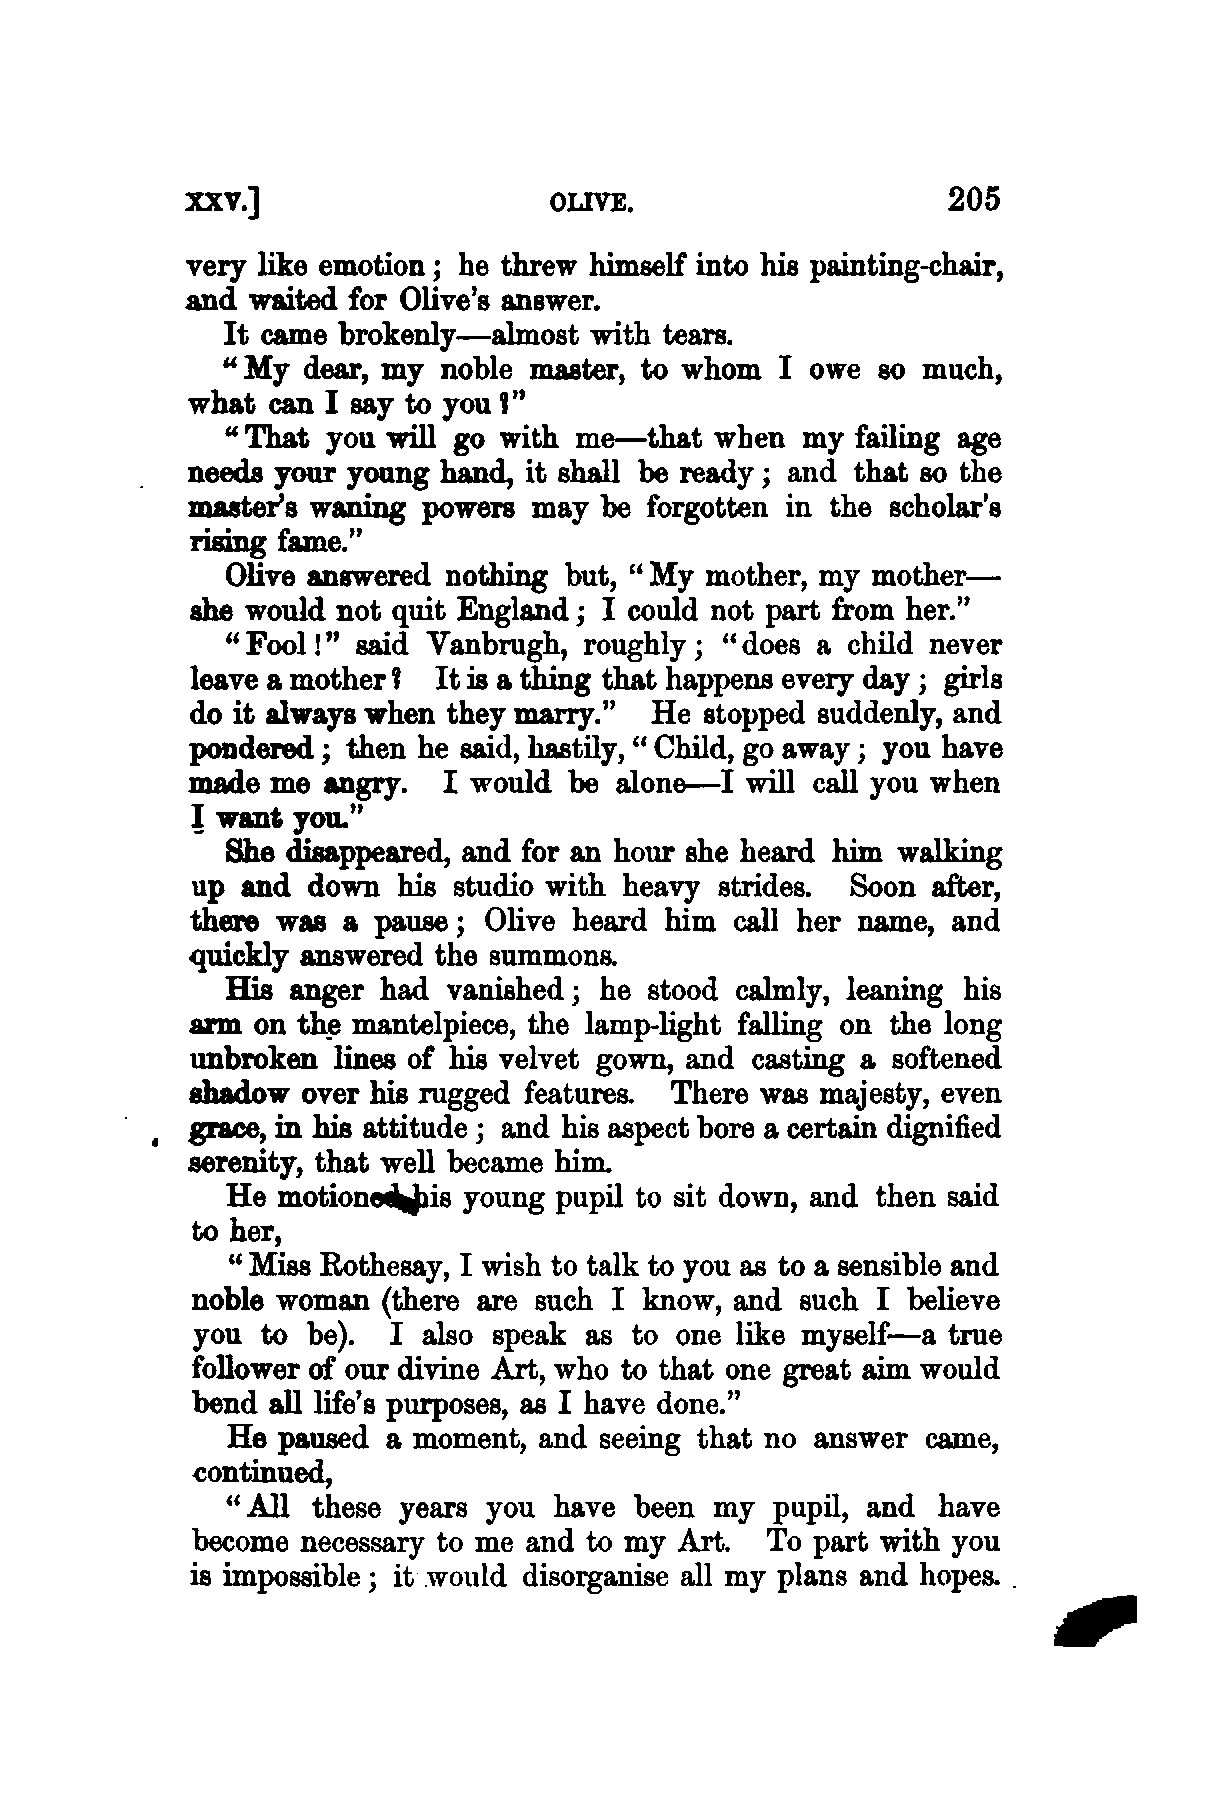 XXV.] OLIVE. 205
very like emotion; he threw himself into his painting-chair,
and waited for Olive's answer.
It came brokenly—almost with tears.
"My dear, my noble master, to whom I owe so much,
what can I say to you?"
"That you will go with me—that when my failing age
needs your young hand, it shall be ready; and that so the
master's waning powers may be forgotten in the scholar's
rising fame."
Olive answered nothing but, "My mother, my mother—
she would not quit England; I could not part from her."
"Fool!" said Vanbrugh, roughly; "does a child never
leave a mother? It is a thing that happens every day; girls
do it always when they marry." He stopped suddenly, and
pondered; then he said, hastily, "Child, go away; you have
made me angry. I would be alone—I will call you when
I want you."
She disappeared, and for an hour she heard him walking
up and down his studio with heavy strides. Soon after,
there was a pause; Olive heard him call her name, and
quickly answered the summons.
His anger had vanished; he stood calmly, leaning his
arm on the mantelpiece, the lamp-light falling on the long
unbroken lines of his velvet gown, and casting a softened
shadow over his rugged features. There was majesty, even
grace, in his attitude; and his aspect bore a certain dignified
serenity, that well became him.
He motioned his young pupil to sit down, and then said
to her,
"Miss Rothesay, I wish to talk to you as to a sensible and
noble woman (there are such I know, and such I believe
you to be). I also speak as to one like myself—a true
follower of our divine Art, who to that one great aim would
bend all life's purposes, as I have done."
He paused a moment, and seeing that no answer came,
continued,
"All these years you have been my pupil, and have
become necessary to me and to my Art. To part with you
is impossible; it would disorganise all my plans and hopes.